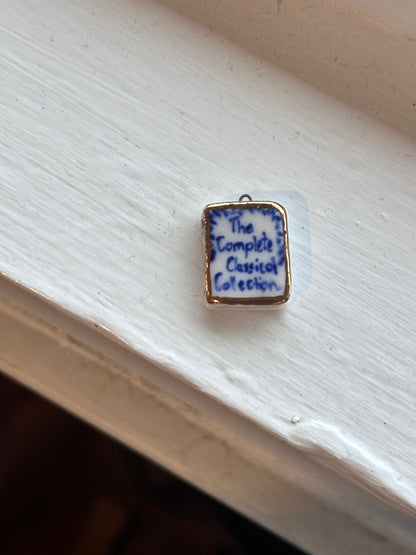 The
Complete
Classical
Collection